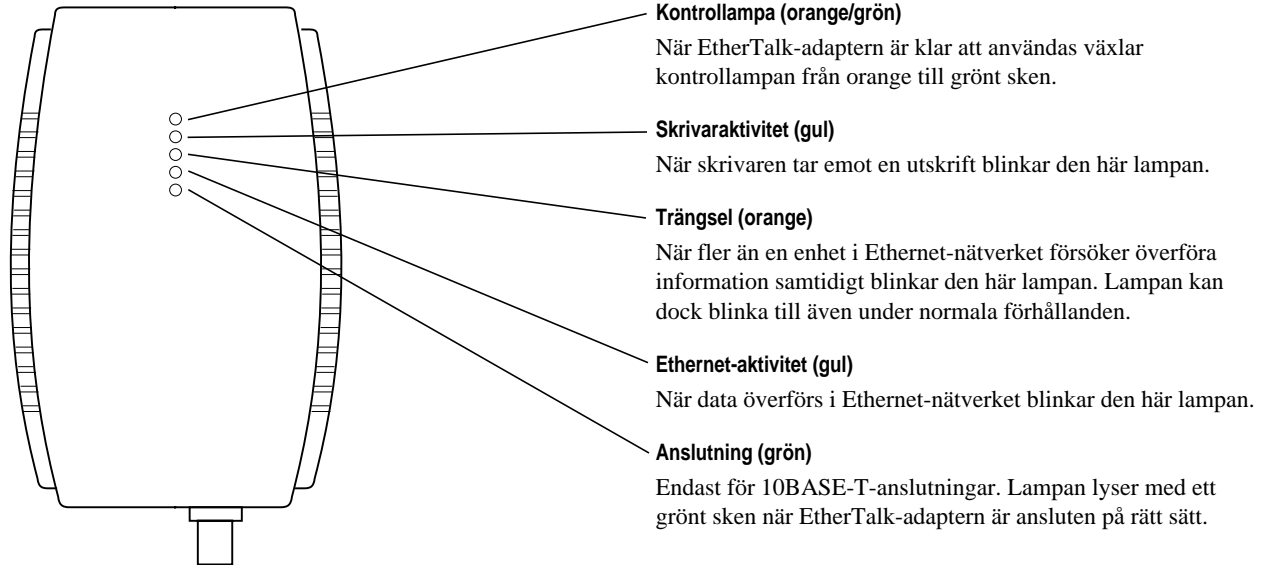 Kontrollampa (orange/grön)
När EtherTalk-adaptern är klar att användas växlar
kontrollampan från orange till grönt sken.
Skrivaraktivitet (gul)
När skrivaren tar emot en utskrift blinkar den här lampan.
Trängsel (orange)
När fler än en enhet i Ethernet-nätverket försöker överföra
information samtidigt blinkar den här lampan. Lampan kan
dock blinka till även under normala förhållanden.
Ethernet-aktivitet (gul)
När data överförs i Ethernet-nätverket blinkar den här lampan.
Anslutning (grön)
Endast för 10BASE-T-anslutningar. Lampan lyser med ett
grönt sken när EtherTalk-adaptern är ansluten på rätt sätt.